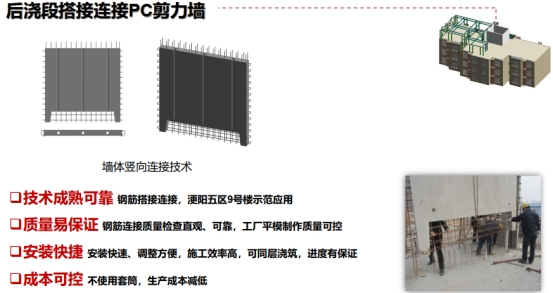 后浇段搭接连接PC剪力墙
墙体竖向连接技术
技术成熟可靠 钢筋搭接连接，浭阳五区9号楼示范应用
质量易保证 钢筋连接质量检查直观、可靠，工厂平模制作质量可控
安装快捷 安装快速、调整方便，施工效率高，可同层浇筑，进度有保证
成本可控 不使用套筒，生产成本减低